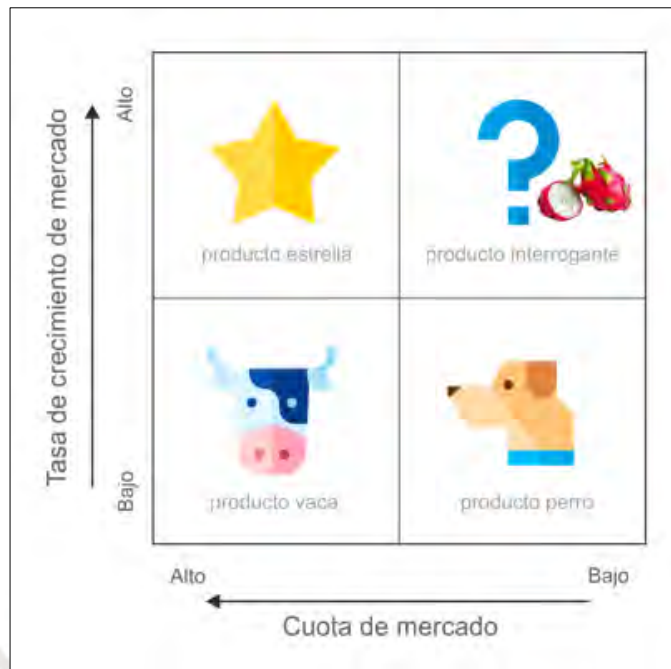 Tasa de crecimiento de mercado
Alto
Bajo
producto estrella
producto interrogante
producto vaca
producto perro
Alto
Bajo
Cuota de mercado